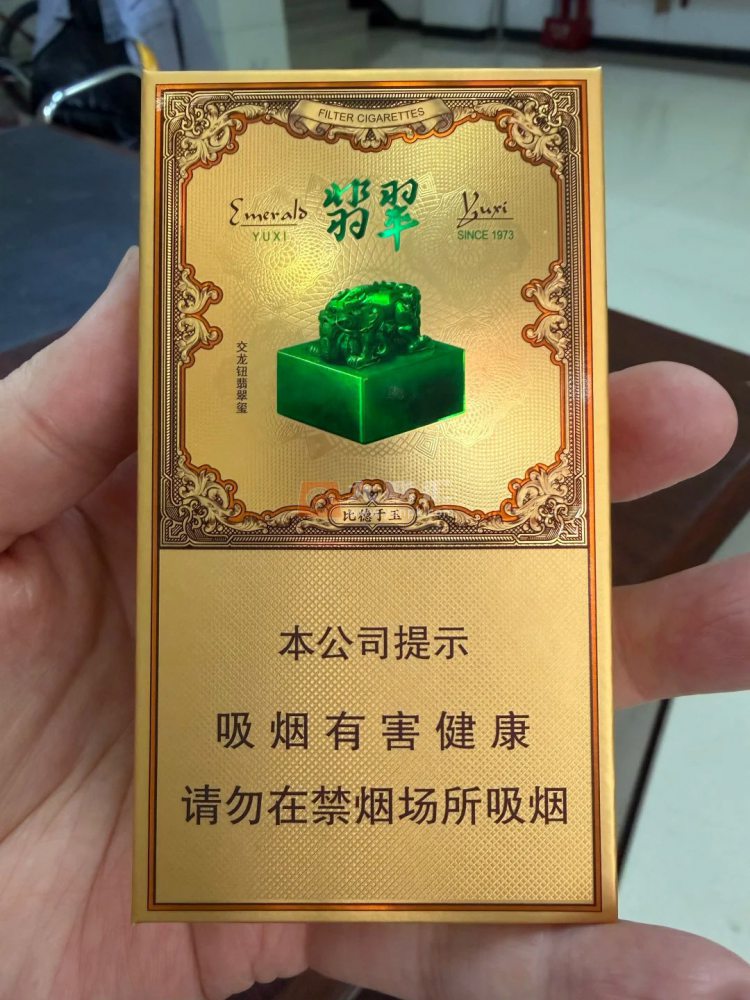 FILTER CIGARETTES
Emerald
YUXI
翡翠
Yuxi
SINCE 1973
交龙钮翡翠玺
比德于玉
本公司提示
吸烟有害健康
请勿在禁烟场所吸烟